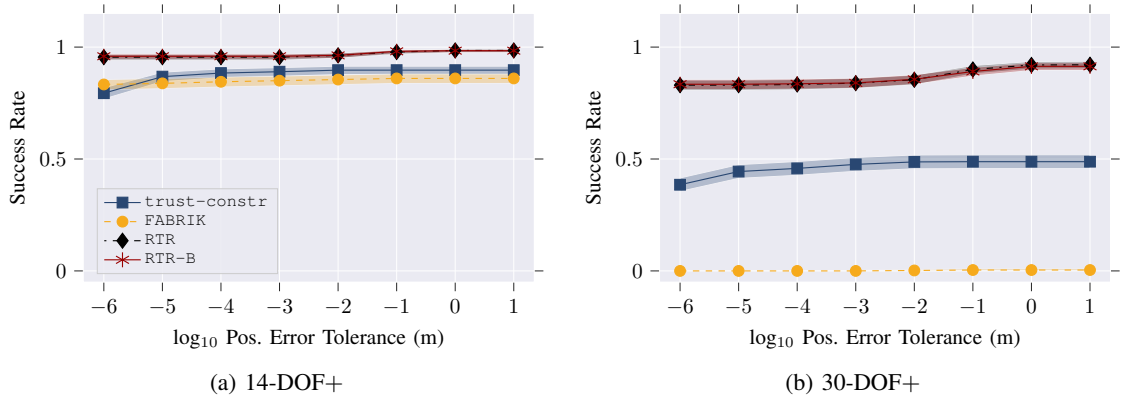 1
0.5
0
Success Rate
trust-constr
FABRIK
RTR
RTR-B
−6 −5 −4 −3 −2 −1 0 1
log₁₀ Pos. Error Tolerance (m)
(a) 14-DOF+
1
0.5
0
Success Rate
−6 −5 −4 −3 −2 −1 0 1
log₁₀ Pos. Error Tolerance (m)
(b) 30-DOF+